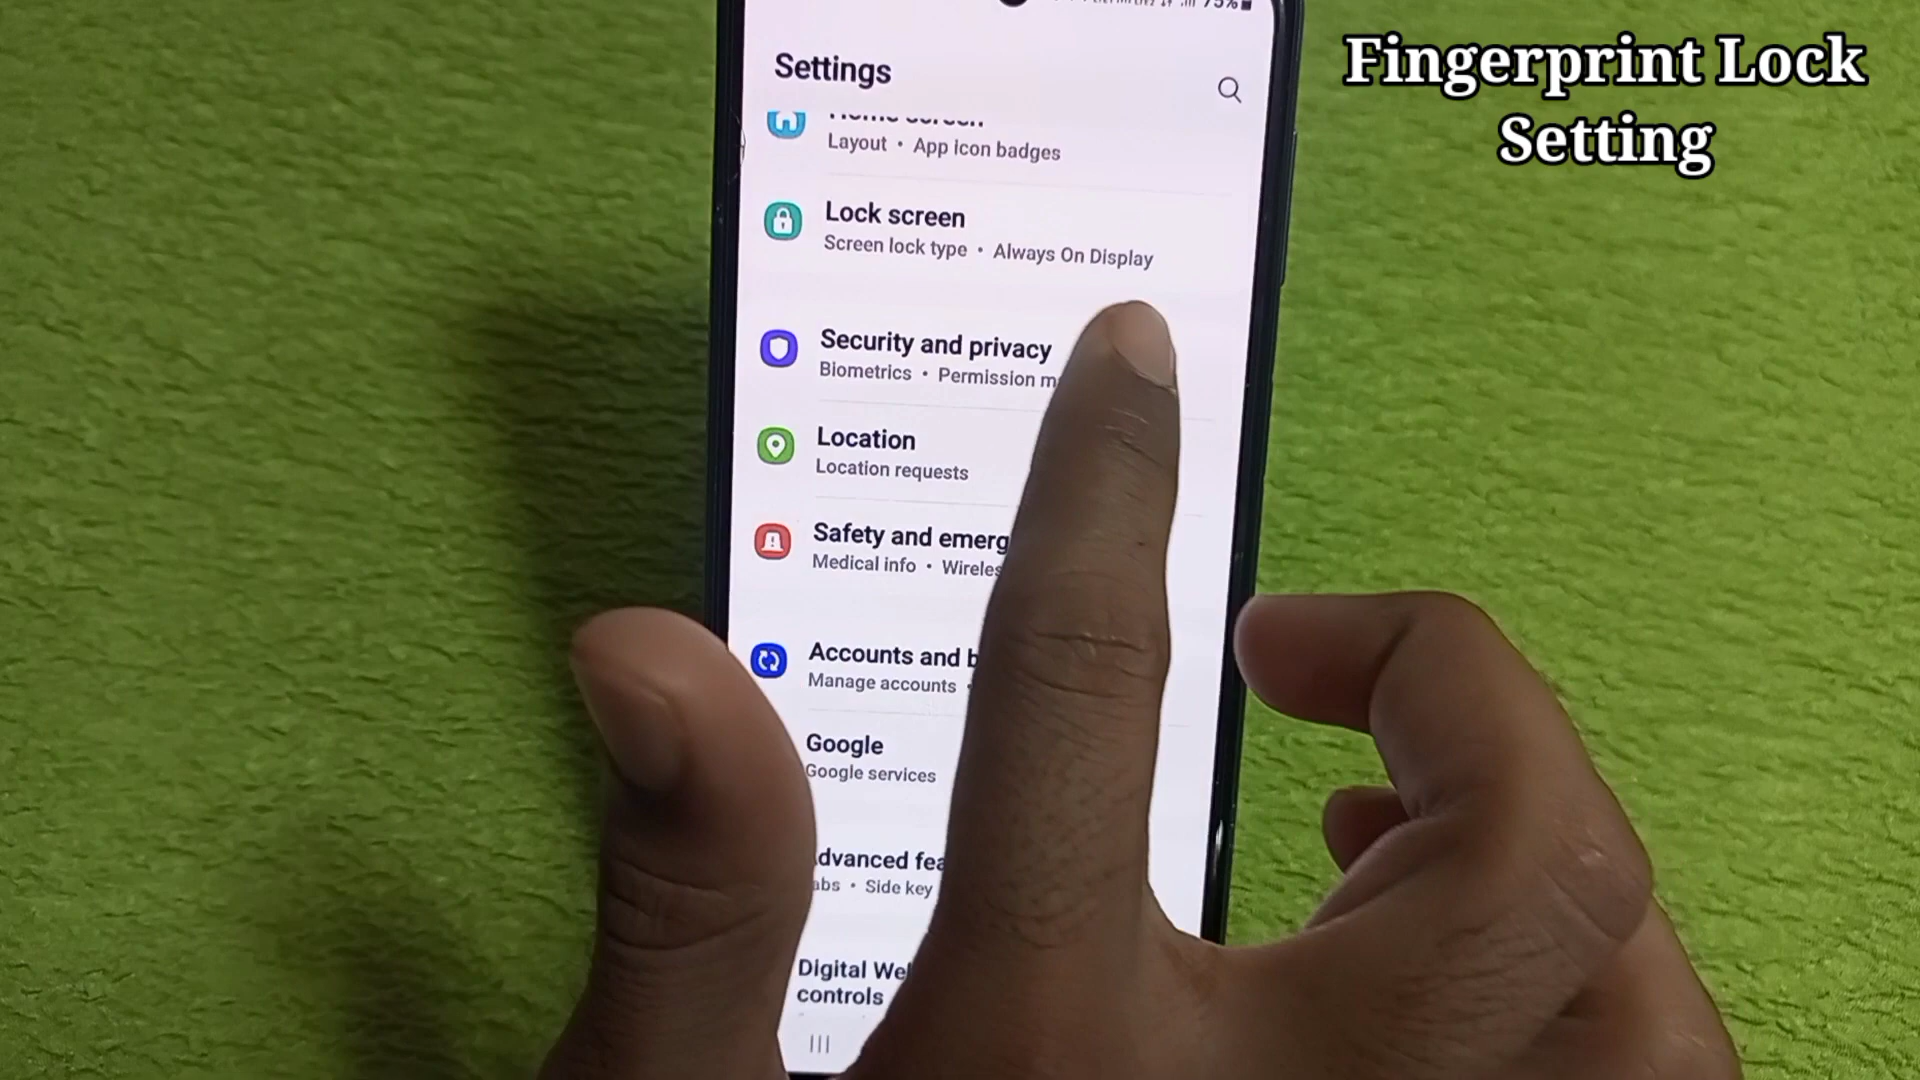 75%
Fingerprint Lock
Setting
Settings
Layout • App icon badges
Lock screen
Screen lock type • Always On Display
Security and privacy
Biometrics • Permission
Location
Location requests
Safety and emerg
Medical info • Wireles
Accounts and b
Manage accounts •
Google
Google services
dvanced fea
abs • Side key
Digital Wel
controls